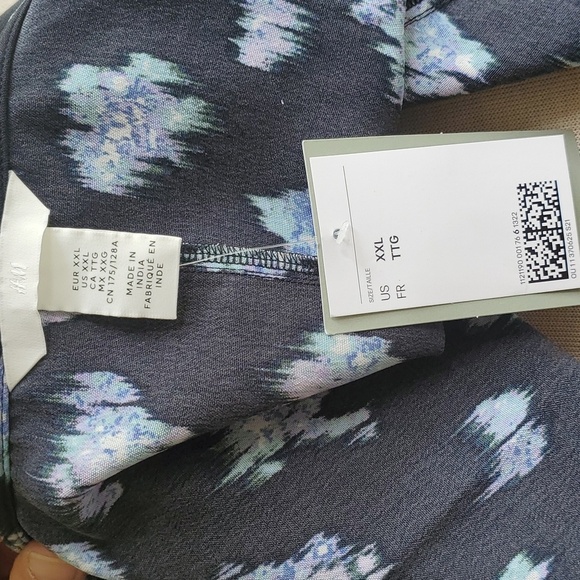 H&M
EUR XXL
US XXL
CA TTG
MX XXG
CN 175/128A
MADE IN
INDIA
FABRIQUÉ EN
INDE
SIZE/TAILLE
US XXL
FR TTG